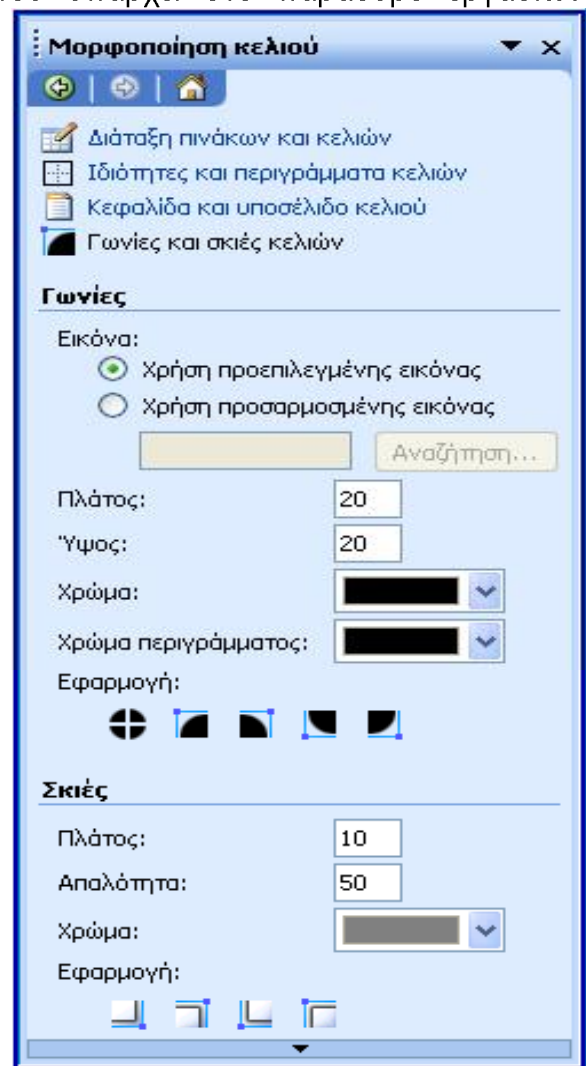 Μορφοποίηση κελιού
Διάταξη πινάκων και κελιών
Ιδιότητες και περιγράμματα κελιών
Κεφαλίδα και υποσέλιδο κελιού
Γωνίες και σκιές κελιών
Γωνίες
Εικόνα:
Χρήση προεπιλεγμένης εικόνας
Χρήση προσαρμοσμένης εικόνας
Αναζήτηση...
Πλάτος: 20
Ύψος: 20
Χρώμα:
Χρώμα περιγράμματος:
Εφαρμογή:
Σκιές
Πλάτος: 10
Απαλότητα: 50
Χρώμα:
Εφαρμογή: